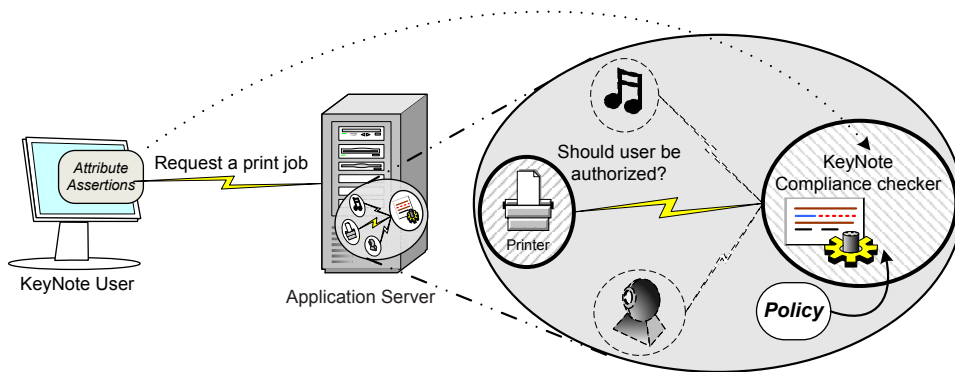 Attribute
Assertions
KeyNote User
Request a print job
Application Server
Should user be
authorized?
Printer
KeyNote
Compliance checker
Policy